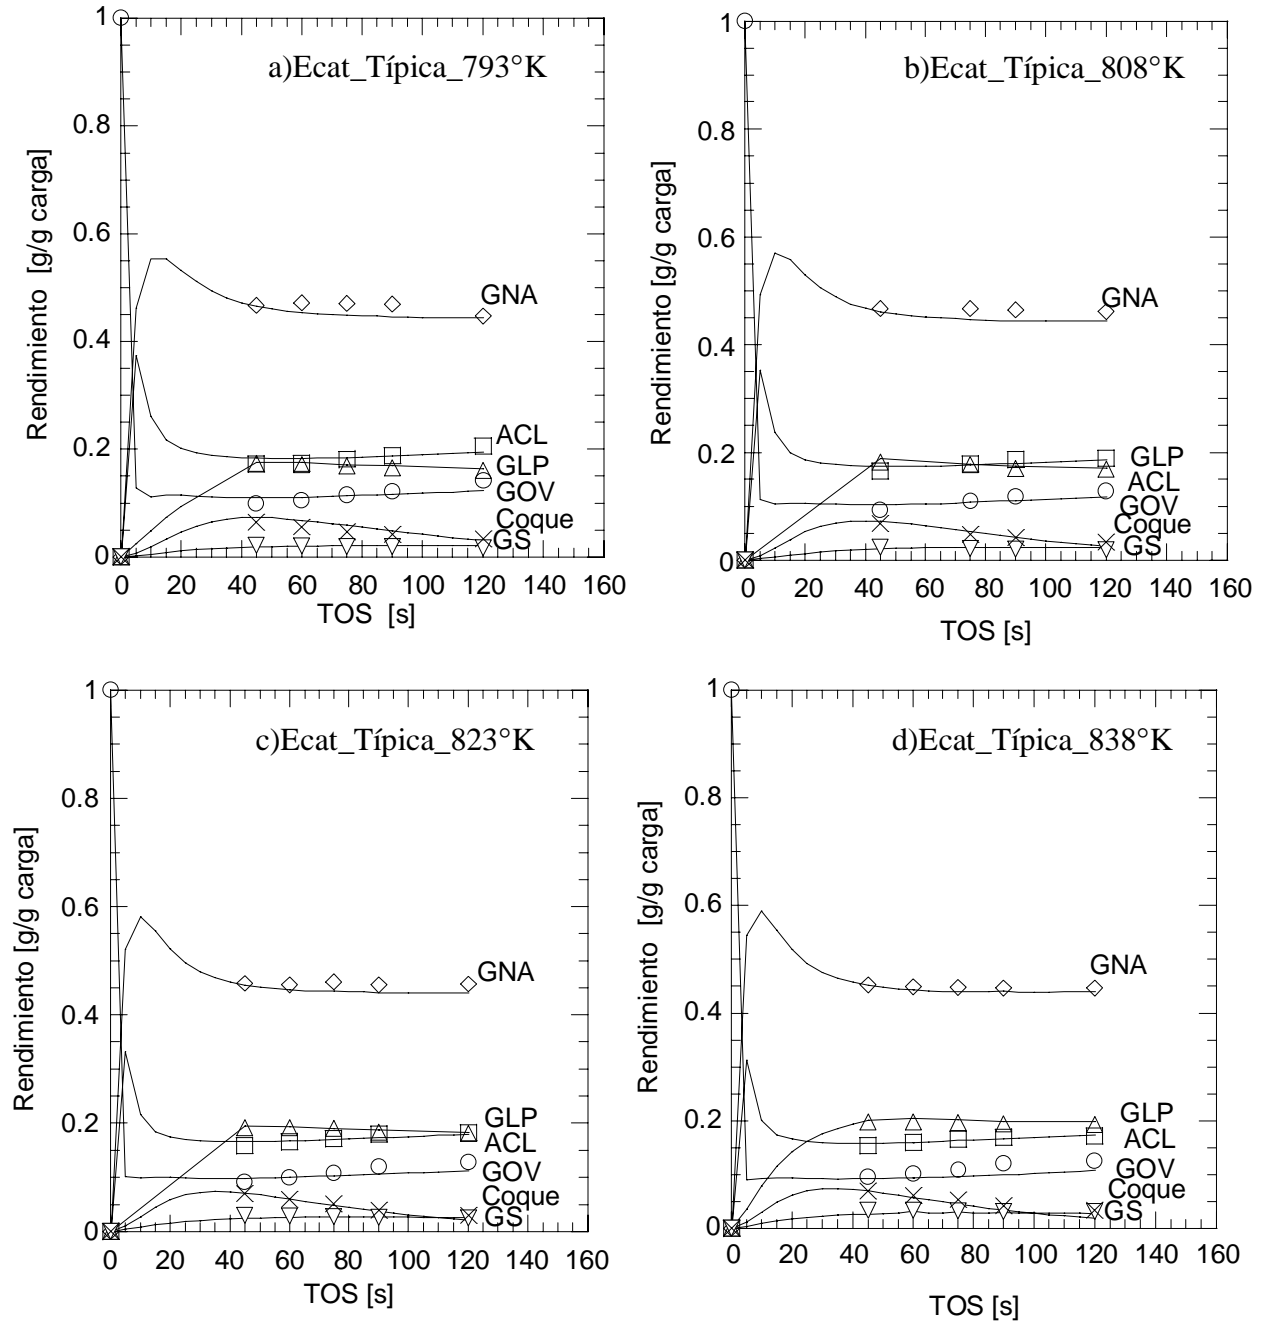 a)Ecat_Típica_793°K
Rendimiento [g/g carga]
1
0.8
0.6
0.4
0.2
0
GNA
ACL
GLP
GOV
Coque
GS
0 20 40 60 80 100 120 140 160
TOS [s]
b)Ecat_Típica_808°K
Rendimiento [g/g carga]
1
0.8
0.6
0.4
0.2
0
GNA
GLP
ACL
GOV
Coque
GS
0 20 40 60 80 100 120 140 160
TOS [s]
c)Ecat_Típica_823°K
Rendimiento [g/g carga]
1
0.8
0.6
0.4
0.2
0
GNA
GLP
ACL
GOV
Coque
GS
0 20 40 60 80 100 120 140 160
TOS [s]
d)Ecat_Típica_838°K
Rendimiento [g/g carga]
1
0.8
0.6
0.4
0.2
0
GNA
GLP
ACL
GOV
Coque
GS
0 20 40 60 80 100 120 140 160
TOS [s]